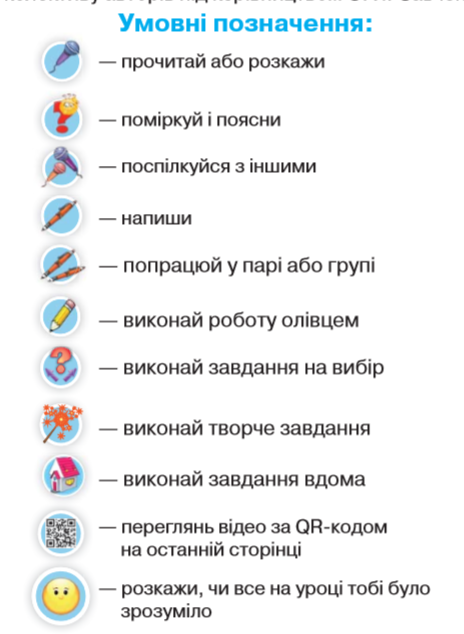 Умовні позначення:
— прочитай або розкажи
— поміркуй і поясни
— поспілкуйся з іншими
— напиши
— попрацюй у парі або групі
— виконай роботу олівцем
— виконай завдання на вибір
— виконай творче завдання
— виконай завдання вдома
— переглянь відео за QR-кодом
на останній сторінці
— розкажи, чи все на уроці тобі було
зрозуміло